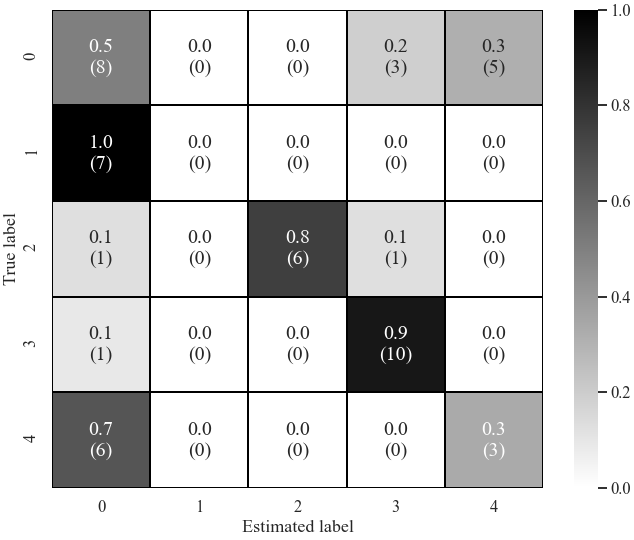 0.5 0.0 0.0 0.2 0.3
(8) (0) (0) (3) (5)
1.0 0.0 0.0 0.0 0.0
(7) (0) (0) (0) (0)
0.1 0.0 0.8 0.1 0.0
(1) (0) (6) (1) (0)
0.1 0.0 0.0 0.9 0.0
(1) (0) (0) (10) (0)
0.7 0.0 0.0 0.0 0.3
(6) (0) (0) (0) (3)
0
1
2
3
4
True label
0 1 2 3 4
Estimated label
1.0
0.8
0.6
0.4
0.2
0.0